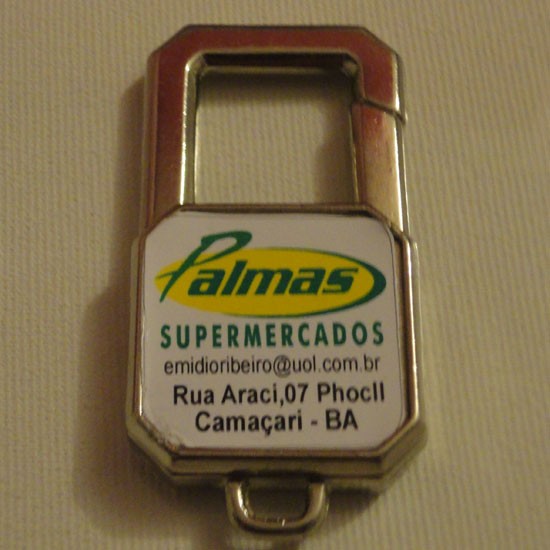 Palmas
SUPERMERCADOS
emidioribeiro@uol.com.br
Rua Araci,07 PhocII
Camaçari - BA